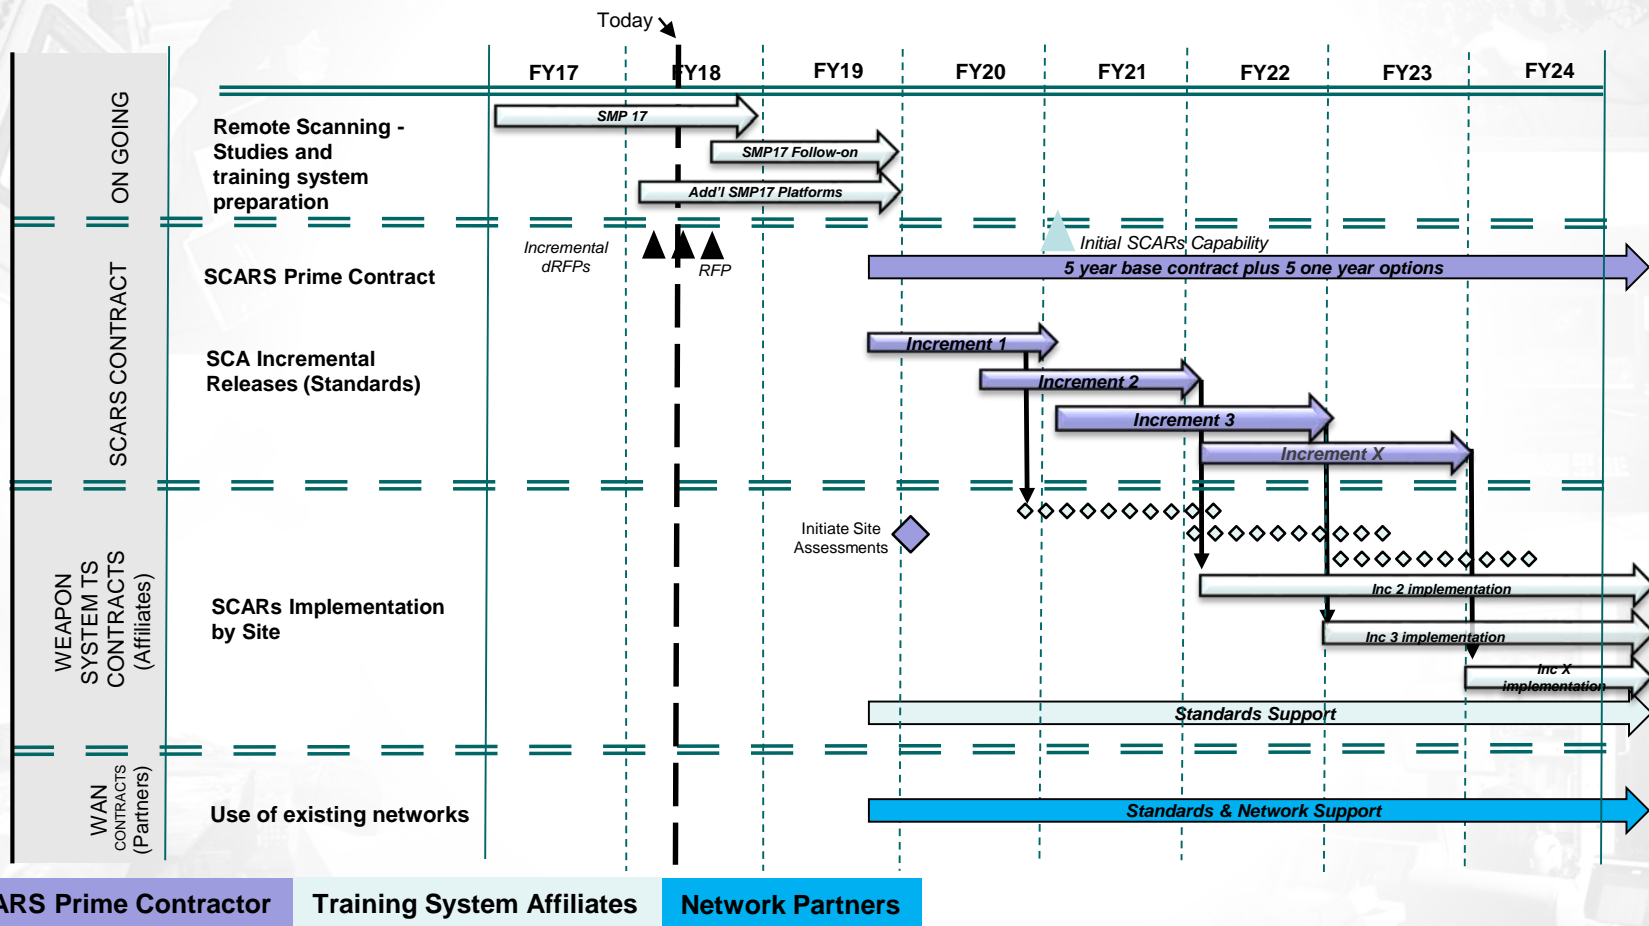 Today
FY17 FY18 FY19 FY20 FY21 FY22 FY23 FY24
ON GOING
Remote Scanning -
Studies and
training system
preparation
SMP 17
SMP17 Follow-on
Add'l SMP17 Platforms
SCARS CONTRACT
Incremental
dRFPs
RFP
Initial SCARs Capability
SCARS Prime Contract
5 year base contract plus 5 one year options
SCA Incremental
Releases (Standards)
Increment 1
Increment 2
Increment 3
Increment X
WEAPON
SYSTEM TS
CONTRACTS
(Affiliates)
Initiate Site
Assessments
SCARs Implementation
by Site
Inc 2 implementation
Inc 3 implementation
Inc X
implementation
Standards Support
WAN
CONTRACTS
(Partners)
Use of existing networks
Standards & Network Support
ARS Prime Contractor
Training System Affiliates
Network Partners